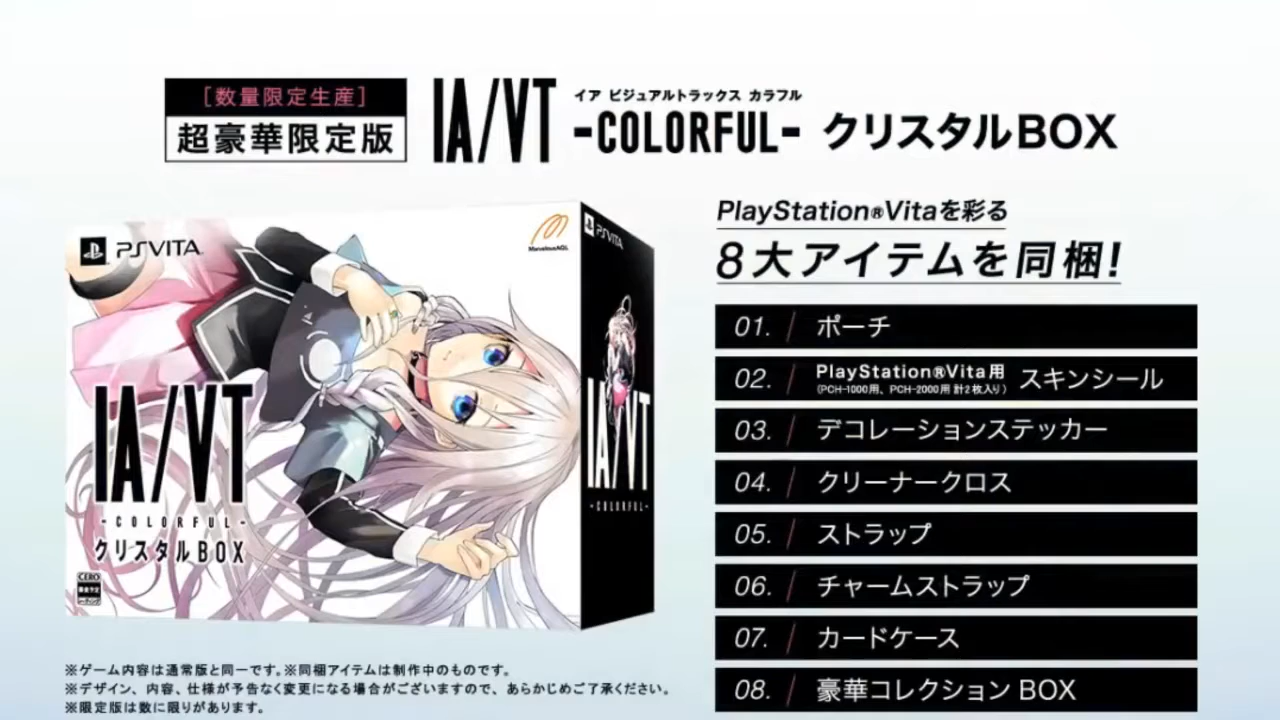 [数量限定生産]
超豪華限定版
IA/VT
イア ビジュアルトラックス カラフル
-COLORFUL-
クリスタルBOX
PSVITA
MarvelousAQL
PSVITA
IA/VT
-COLORFUL-
クリスタルBOX
CERO
IA/VT
-COLORFUL-
PlayStation®Vitaを彩る
8大アイテムを同梱!
01. / ポーチ
02. / PlayStation®Vita用 スキンシール
(PCH-1000用、PCH-2000用 計2枚入り)
03. / デコレーションステッカー
04. / クリーナークロス
05. / ストラップ
06. / チャームストラップ
07. / カードケース
08. / 豪華コレクション BOX
※ゲーム内容は通常版と同一です。※同梱アイテムは制作中のものです。
※デザイン、内容、仕様が予告なく変更になる場合がございますので、あらかじめご了承ください。
※限定版は数に限りがあります。